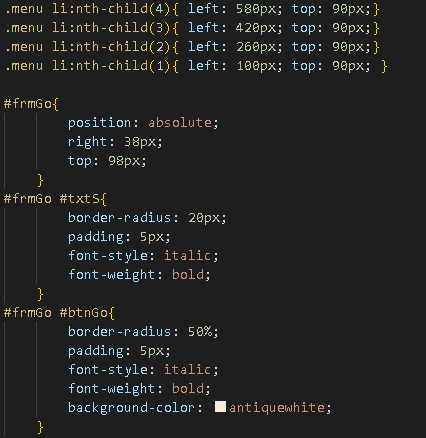 .menu li:nth-child(4){ left: 580px; top: 90px;}
.menu li:nth-child(3){ left: 420px; top: 90px;}
.menu li:nth-child(2){ left: 260px; top: 90px;}
.menu li:nth-child(1){ left: 100px; top: 90px; }
#frmGo{
position: absolute;
right: 38px;
top: 98px;
}
#frmGo #txtS{
border-radius: 20px;
padding: 5px;
font-style: italic;
font-weight: bold;
}
#frmGo #btnGo{
border-radius: 50%;
padding: 5px;
font-style: italic;
font-weight: bold;
background-color: antiquewhite;
}